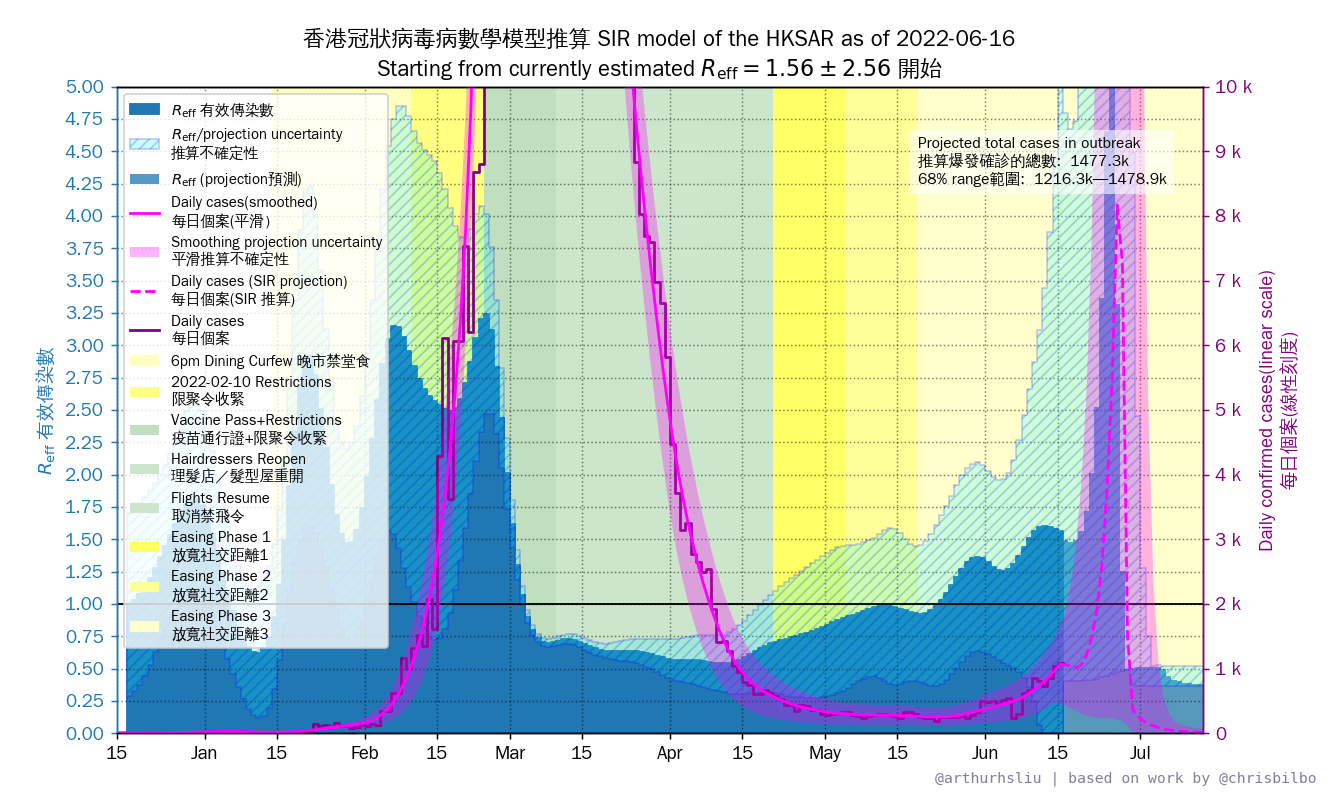 香港冠狀病毒病數學模型推算 SIR model of the HKSAR as of 2022-06-16
Starting from currently estimated Reff = 1.56 ± 2.56 開始
Reff 有效傳染數
Reff/projection uncertainty
推算不確定性
Reff (projection預測)
Daily cases(smoothed)
每日個案(平滑)
Smoothing projection uncertainty
平滑推算不確定性
Daily cases (SIR projection)
每日個案(SIR 推算)
Daily cases
每日個案
6pm Dining Curfew 晚市禁堂食
2022-02-10 Restrictions
限聚令收緊
Vaccine Pass+Restrictions
疫苗通行證+限聚令收緊
Hairdressers Reopen
理髮店／髮型屋重開
Flights Resume
取消禁飛令
Easing Phase 1
放寬社交距離1
Easing Phase 2
放寬社交距離2
Easing Phase 3
放寬社交距離3
Projected total cases in outbreak
推算爆發確診的總數: 1477.3k
68% range範圍: 1216.3k—1478.9k
Reff 有效傳染數
5.00
4.75
4.50
4.25
4.00
3.75
3.50
3.25
3.00
2.75
2.50
2.25
2.00
1.75
1.50
1.25
1.00
0.75
0.50
0.25
0.00
10 k
9 k
8 k
7 k
6 k
5 k
4 k
3 k
2 k
1 k
0
Daily confirmed cases(linear scale)
每日個案(線性刻度)
15 Jan 15 Feb 15 Mar 15 Apr 15 May 15 Jun 15 Jul
@arthurhsliu | based on work by @chrisbilbo